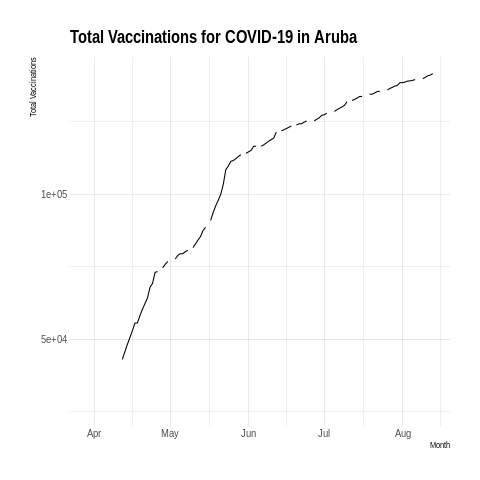 Total Vaccinations for COVID-19 in Aruba
Total Vaccinations
1e+05
5e+04
Apr May Jun Jul Aug
Month